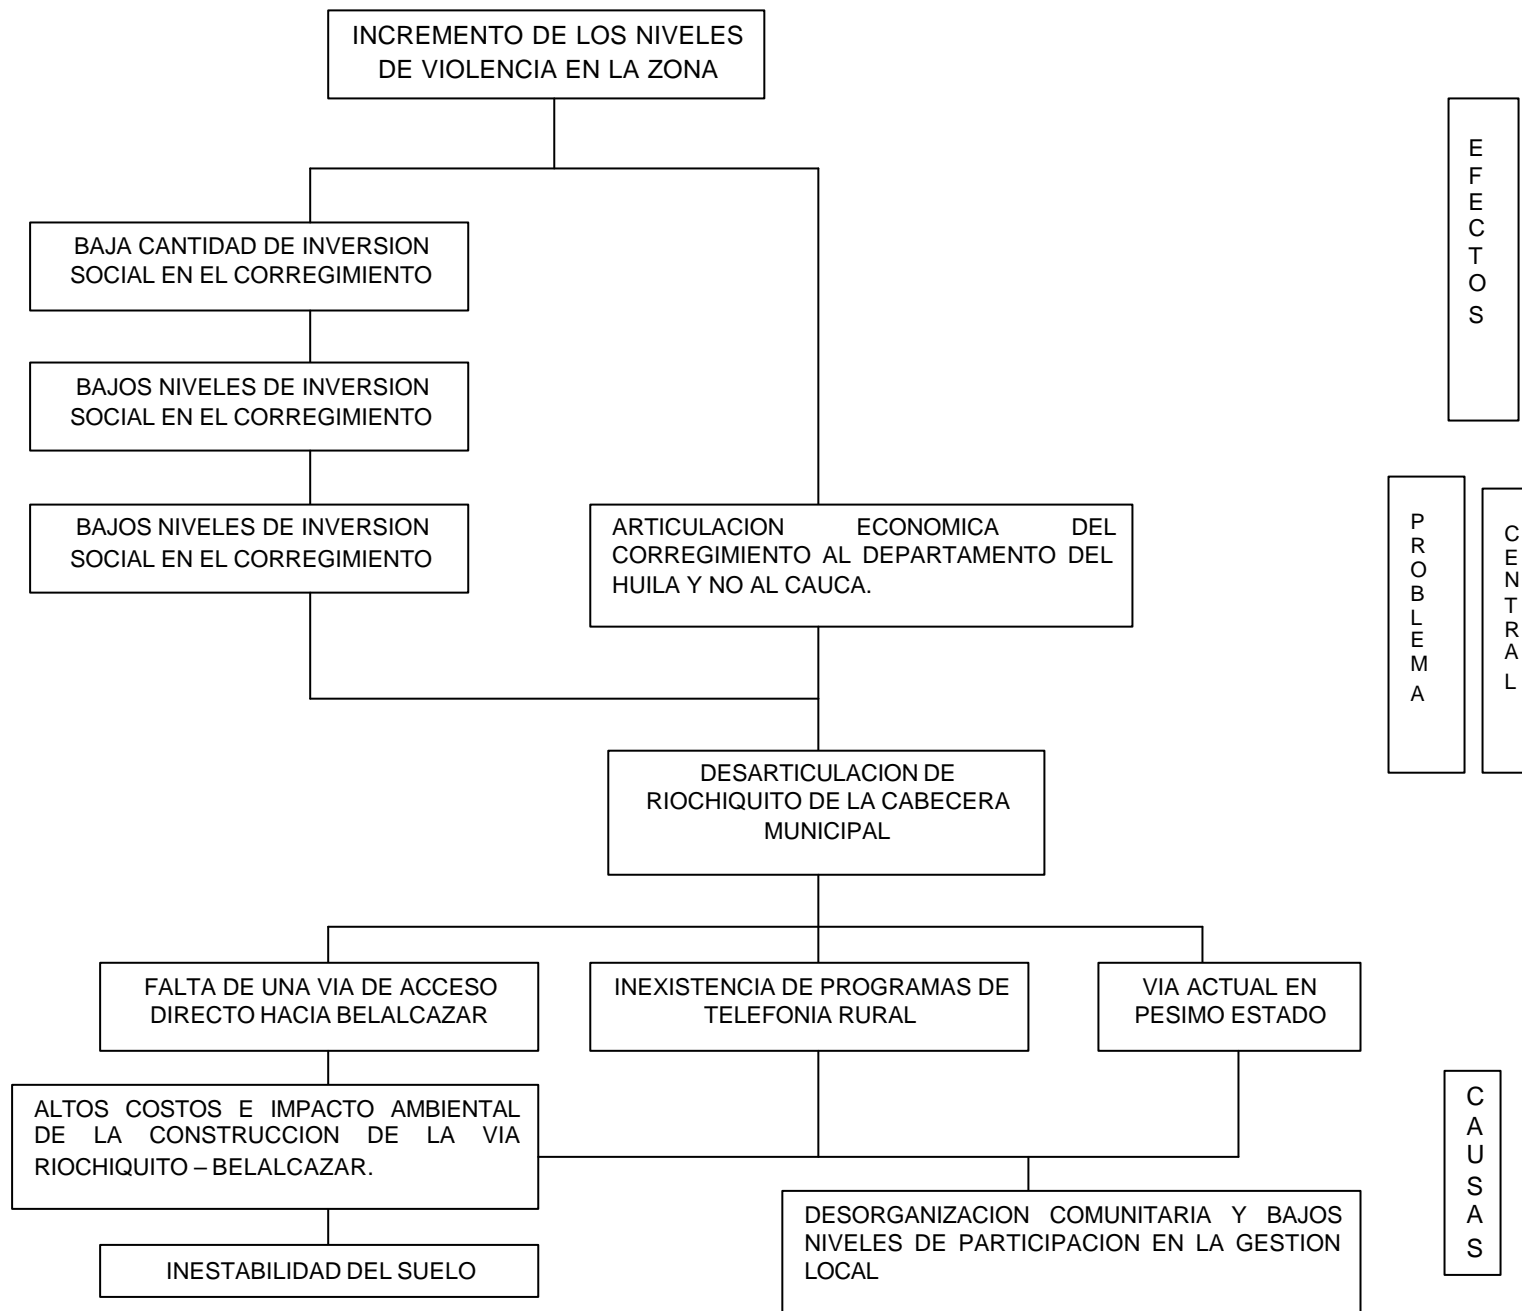 INCREMENTO DE LOS NIVELES
DE VIOLENCIA EN LA ZONA
EFECTOS
BAJA CANTIDAD DE INVERSION
SOCIAL EN EL CORREGIMIENTO
BAJOS NIVELES DE INVERSION
SOCIAL EN EL CORREGIMIENTO
BAJOS NIVELES DE INVERSION
SOCIAL EN EL CORREGIMIENTO
ARTICULACION ECONOMICA DEL
CORREGIMIENTO AL DEPARTAMENTO DEL
HUILA Y NO AL CAUCA.
PROBLEMA
CENTRAL
DESARTICULACION DE
RIOCHIQUITO DE LA CABECERA
MUNICIPAL
FALTA DE UNA VIA DE ACCESO
DIRECTO HACIA BELALCAZAR
INEXISTENCIA DE PROGRAMAS DE
TELEFONIA RURAL
VIA ACTUAL EN
PESIMO ESTADO
ALTOS COSTOS E IMPACTO AMBIENTAL
DE LA CONSTRUCCION DE LA VIA
RIOCHIQUITO – BELALCAZAR.
CAUSAS
DESORGANIZACION COMUNITARIA Y BAJOS
NIVELES DE PARTICIPACION EN LA GESTION
LOCAL
INESTABILIDAD DEL SUELO